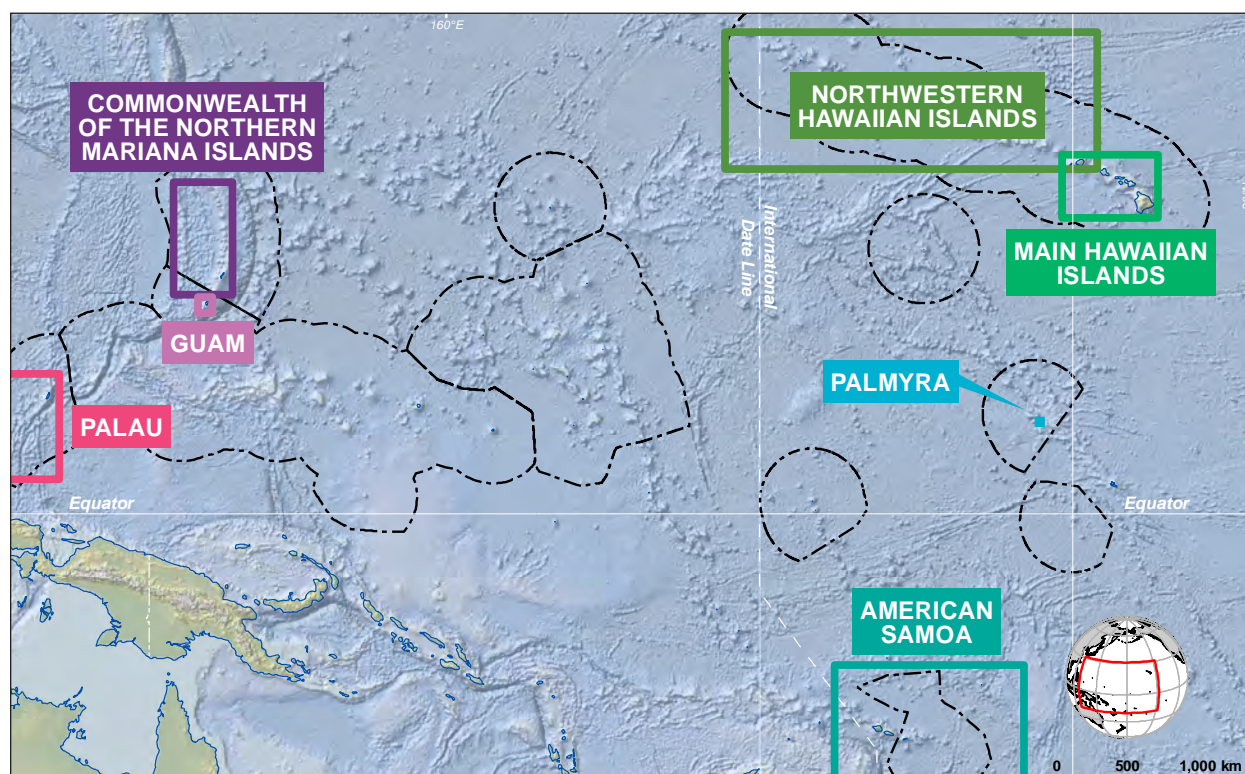 160°E
COMMONWEALTH
OF THE NORTHERN
MARIANA ISLANDS
NORTHWESTERN
HAWAIIAN ISLANDS
International
Date Line
MAIN HAWAIIAN
ISLANDS
GUAM
PALMYRA
PALAU
Equator
Equator
AMERICAN
SAMOA
0 500 1,000 km